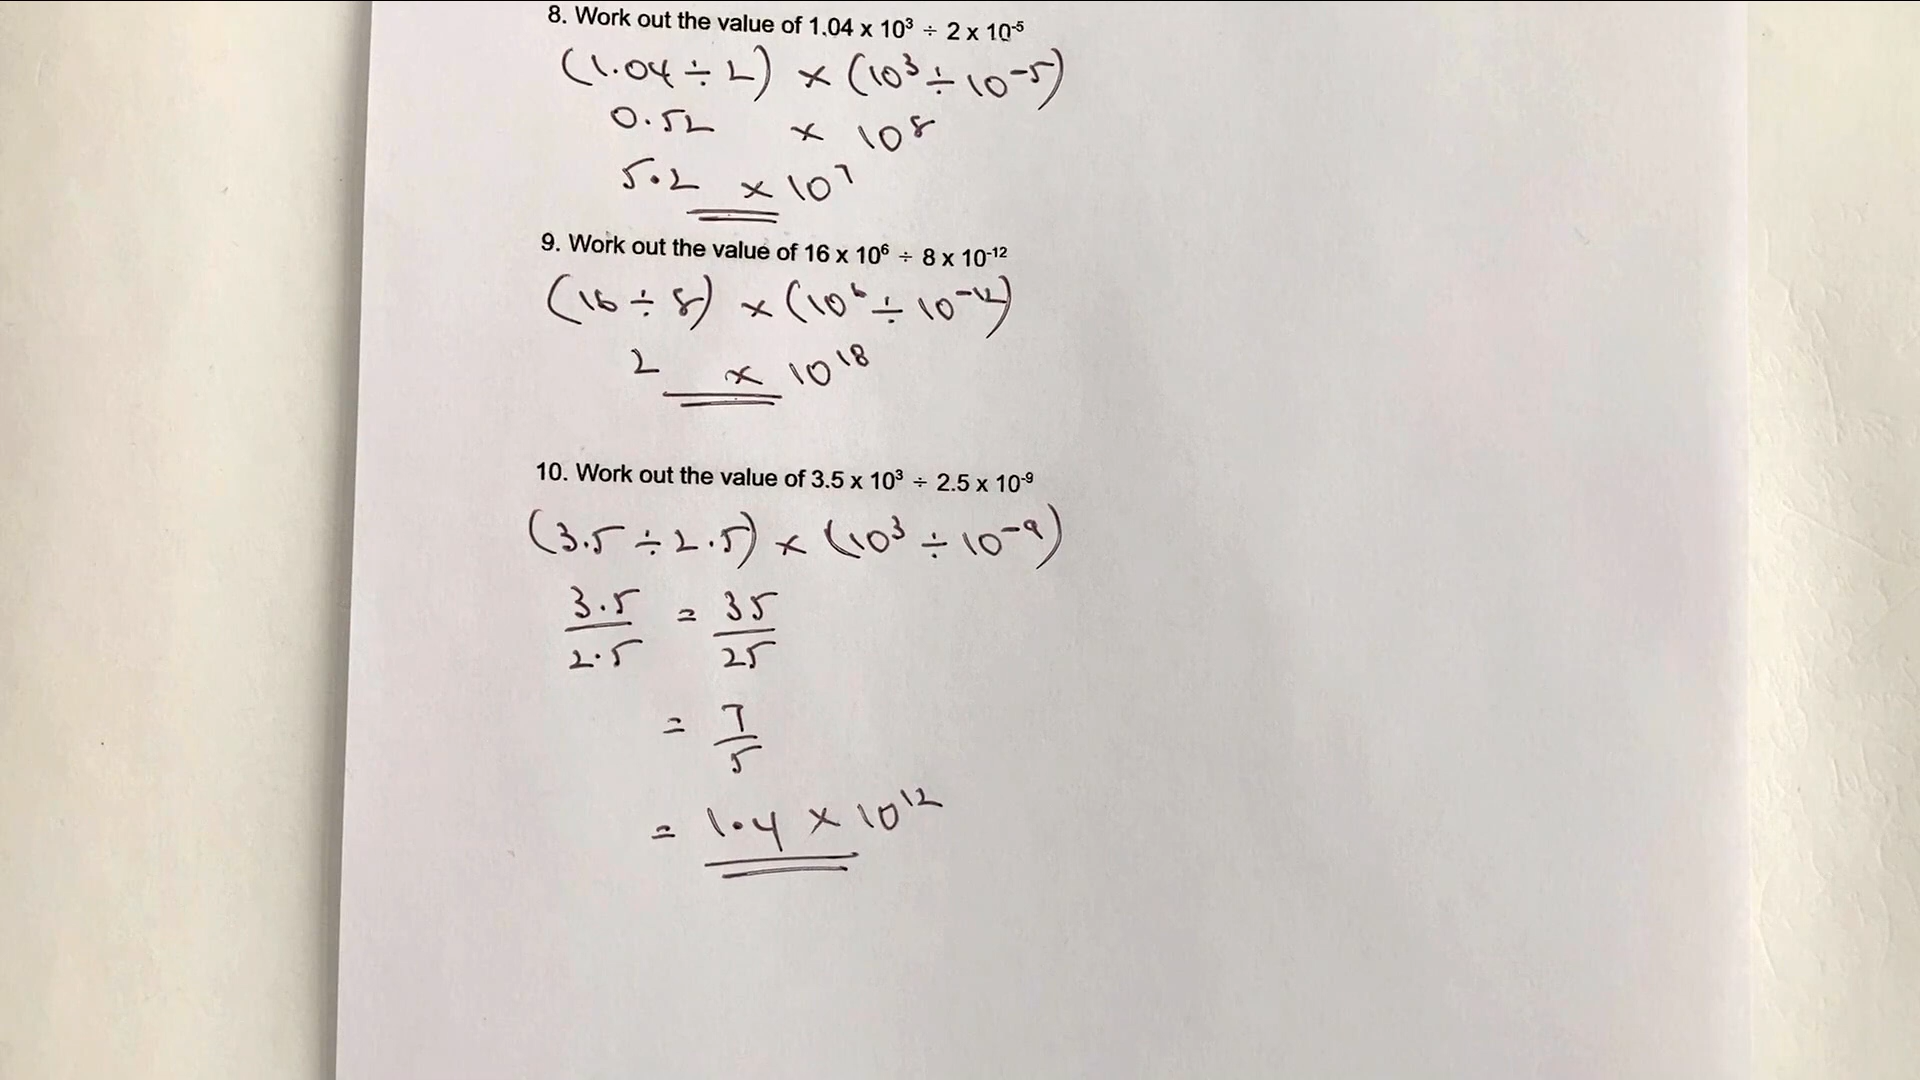 8. Work out the value of 1.04 x 10³ ÷ 2 x 10⁻⁵
(1.04 ÷ 2) × (10³ ÷ 10⁻⁵)
0.52 × 10⁸
5.2 × 10⁷
9. Work out the value of 16 x 10⁶ ÷ 8 x 10⁻¹²
(16 ÷ 8) × (10⁶ ÷ 10⁻¹²)
2 × 10¹⁸
10. Work out the value of 3.5 x 10³ ÷ 2.5 x 10⁻⁹
(3.5 ÷ 2.5) × (10³ ÷ 10⁻⁹)
3.5/2.5 = 35/25
= 7/5
= 1.4 × 10¹²